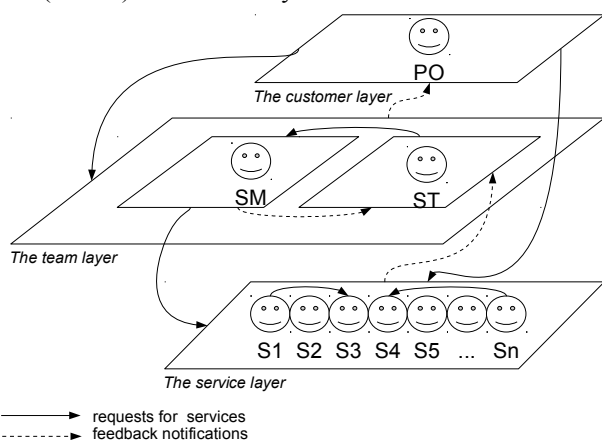 PO
The customer layer
SM
ST
The team layer
S1 S2 S3 S4 S5 ... Sn
The service layer
requests for services
feedback notifications